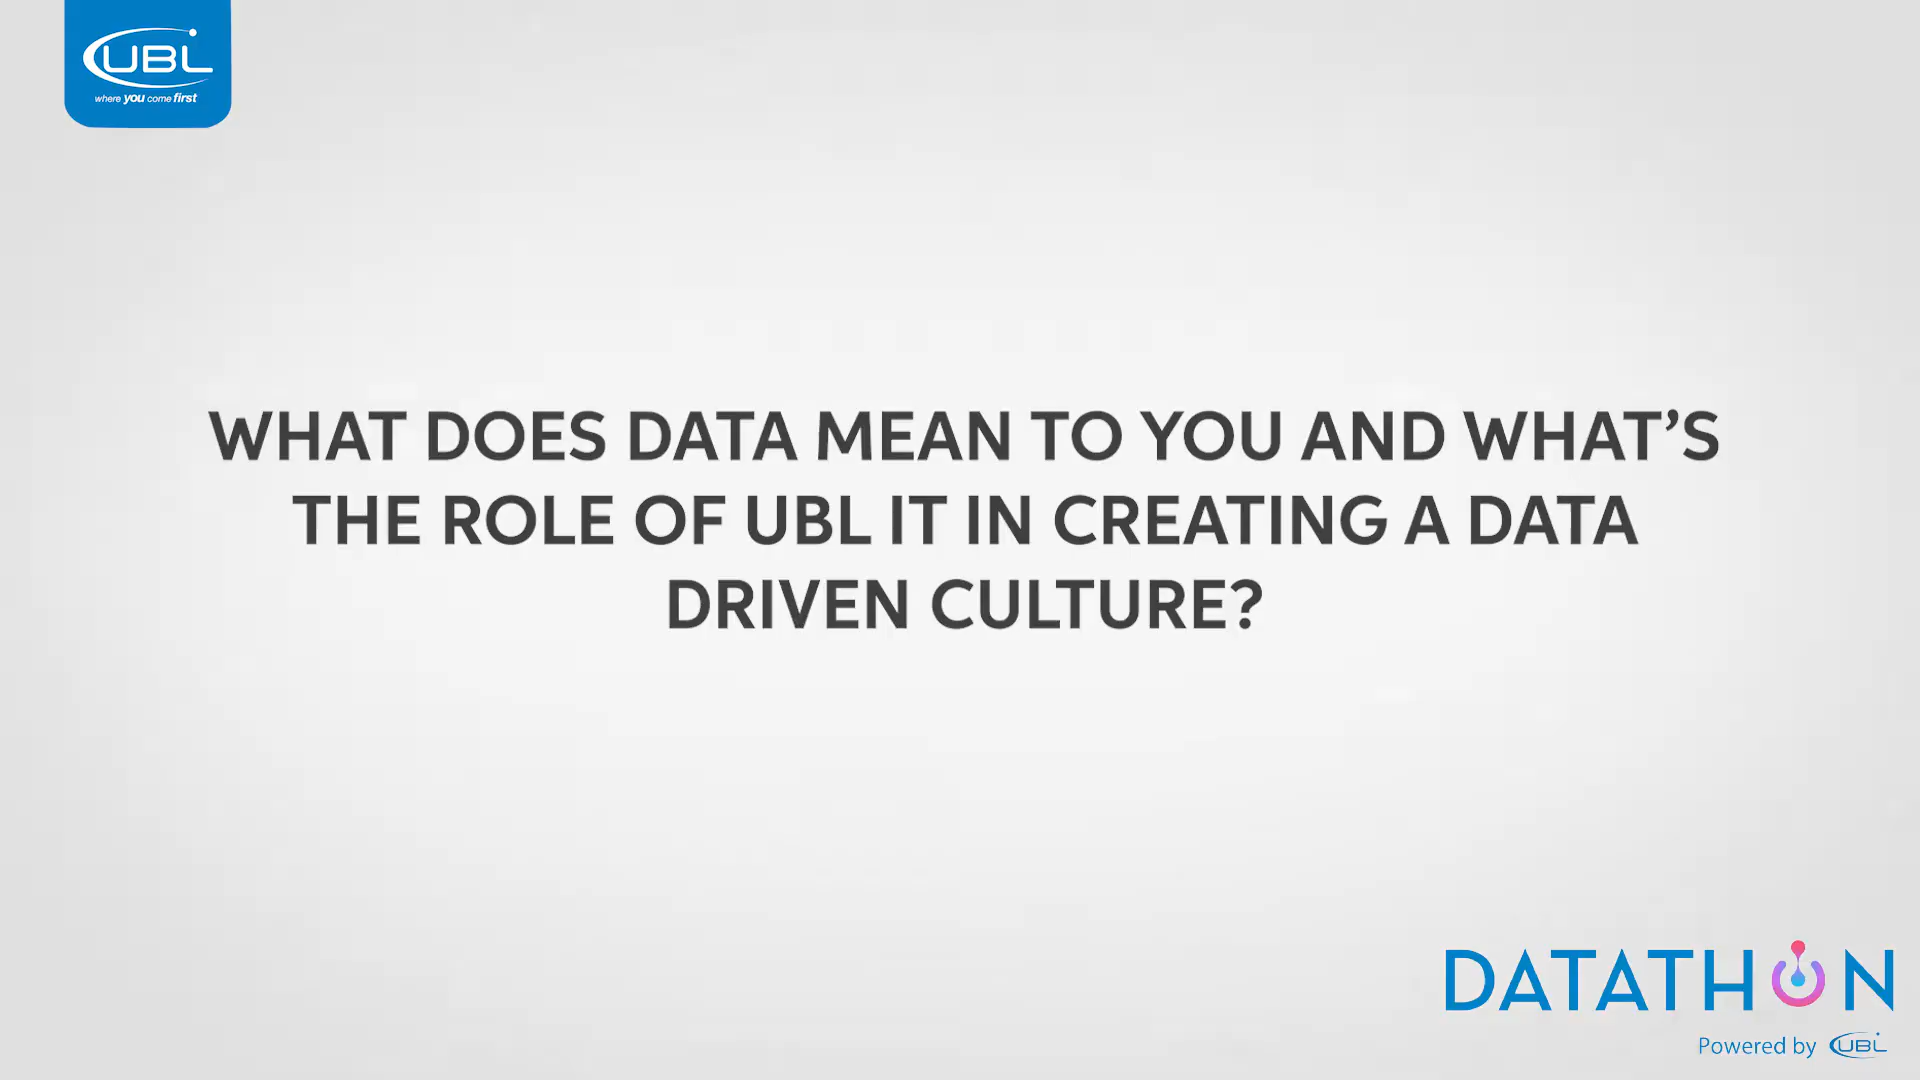 UBL
where you come first
WHAT DOES DATA MEAN TO YOU AND WHAT’S
THE ROLE OF UBL IT IN CREATING A DATA
DRIVEN CULTURE?
DATATHON
Powered by UBL